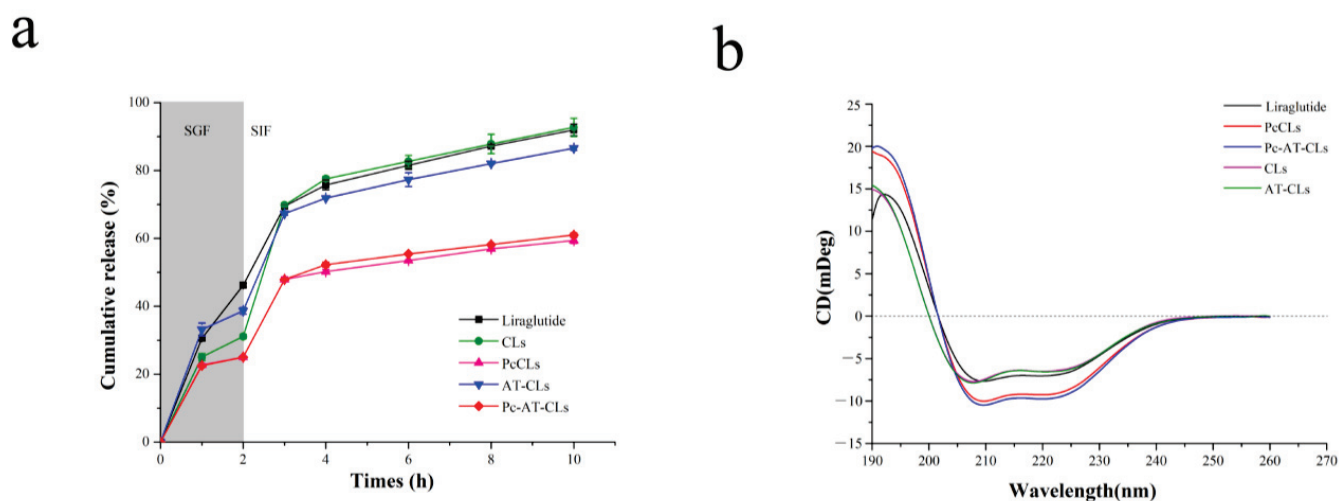 a
100
80
60
40
20
0
Cumulative release (%)
SGF
SIF
Liraglutide
CLs
PcCLs
AT-CLs
Pc-AT-CLs
0 2 4 6 8 10
Times (h)
b
25
20
15
10
5
0
−5
−10
−15
CD(mDeg)
Liraglutide
PcCLs
Pc-AT-CLs
CLs
AT-CLs
190 200 210 220 230 240 250 260 270
Wavelength(nm)